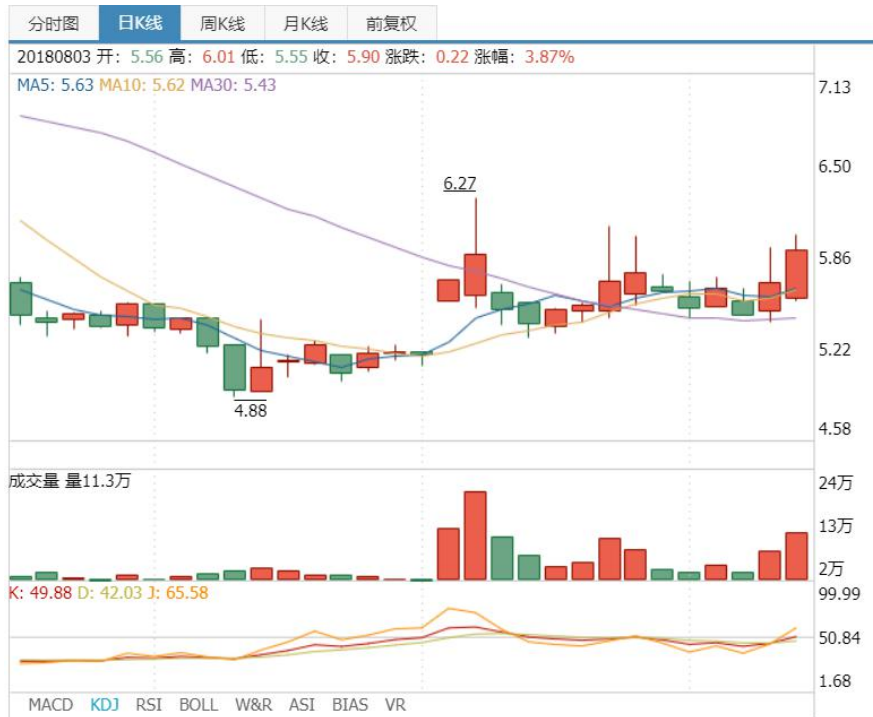 分时图 日K线 周K线 月K线 前复权
20180803 开: 5.56 高: 6.01 低: 5.55 收: 5.90 涨跌: 0.22 涨幅: 3.87%
MA5: 5.63 MA10: 5.62 MA30: 5.43
7.13
6.50
6.27
5.86
5.22
4.88
4.58
成交量 量11.3万
24万
13万
2万
K: 49.88 D: 42.03 J: 65.58
99.99
50.84
1.68
MACD KDJ RSI BOLL W&R ASI BIAS VR